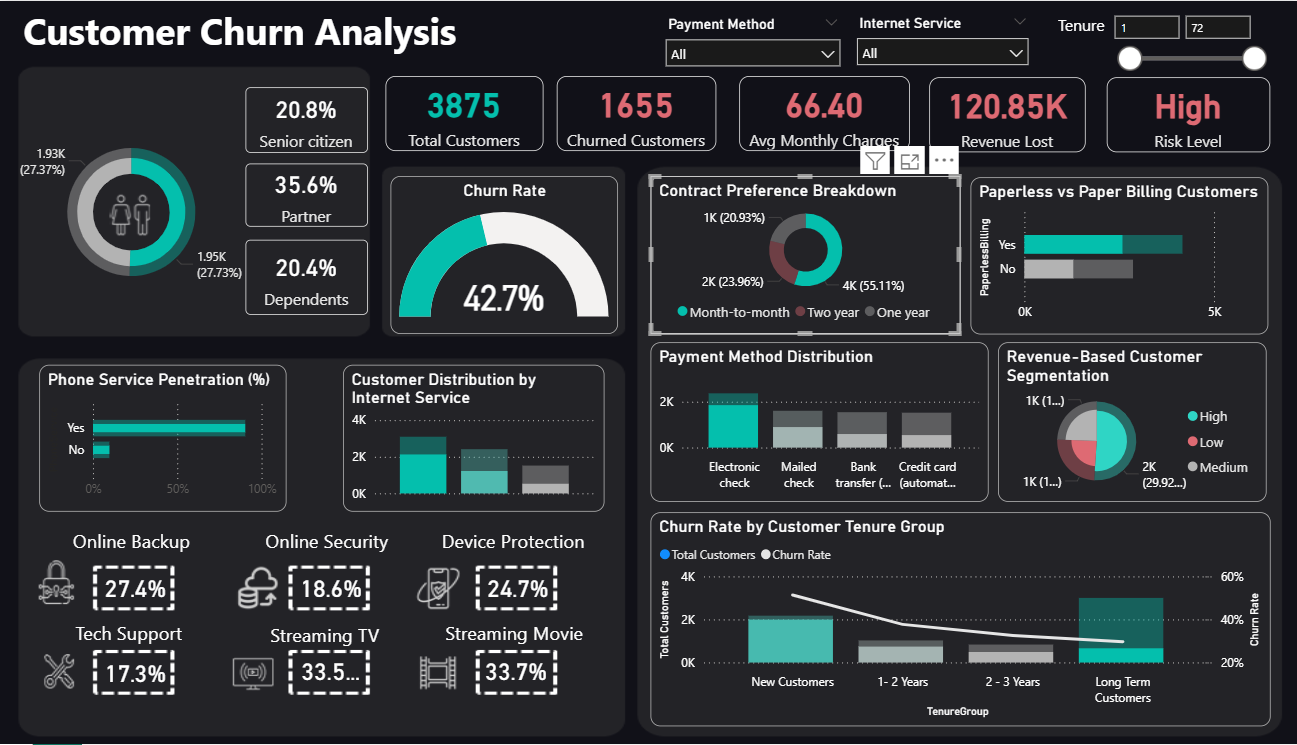 Customer Churn Analysis
Payment Method
All
Internet Service
All
Tenure
1
72
1.93K
(27.37%)
1.95K
(27.73%)
20.8%
Senior citizen
35.6%
Partner
20.4%
Dependents
3875
Total Customers
1655
Churned Customers
66.40
Avg Monthly Charges
120.85K
Revenue Lost
High
Risk Level
Churn Rate
42.7%
Contract Preference Breakdown
1K (20.93%)
2K (23.96%)
4K (55.11%)
Month-to-month
Two year
One year
Paperless vs Paper Billing Customers
PaperlessBilling
Yes
No
0K
5K
Phone Service Penetration (%)
Yes
No
0%
50%
100%
Customer Distribution by
Internet Service
4K
2K
0K
Payment Method Distribution
2K
0K
Electronic
check
Mailed
check
Bank
transfer (...
Credit card
(automat...
Revenue-Based Customer
Segmentation
1K (1...)
1K (1...)
2K
(29.92...)
High
Low
Medium
Online Backup
27.4%
Online Security
18.6%
Device Protection
24.7%
Tech Support
17.3%
Streaming TV
33.5...
Streaming Movie
33.7%
Churn Rate by Customer Tenure Group
Total Customers
Churn Rate
Total Customers
4K
2K
0K
60%
40%
20%
Churn Rate
New Customers
1- 2 Years
2 - 3 Years
Long Term
Customers
TenureGroup